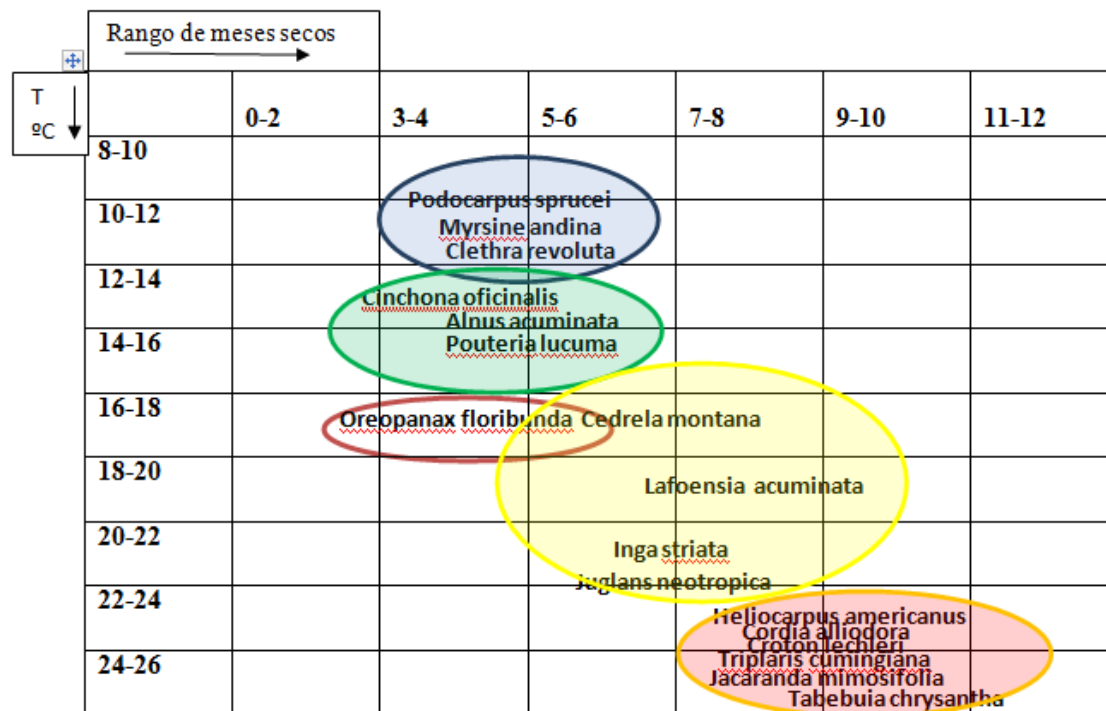 Rango de meses secos
T
ºC
0-2 3-4 5-6 7-8 9-10 11-12
8-10
10-12
Podocarpus sprucei
Myrsine andina
Clethra revoluta
12-14
Cinchona oficinalis
Alnus acuminata
14-16
Pouteria lucuma
16-18
Oreopanax floribunda Cedrela montana
18-20
Lafoensia acuminata
20-22
Inga striata
Juglans neotropica
22-24
Heliocarpus americanus
Cordia alliodora
Croton lechleri
24-26
Triplaris cumingiana
Jacaranda mimosifolia
Tabebuia chrysantha